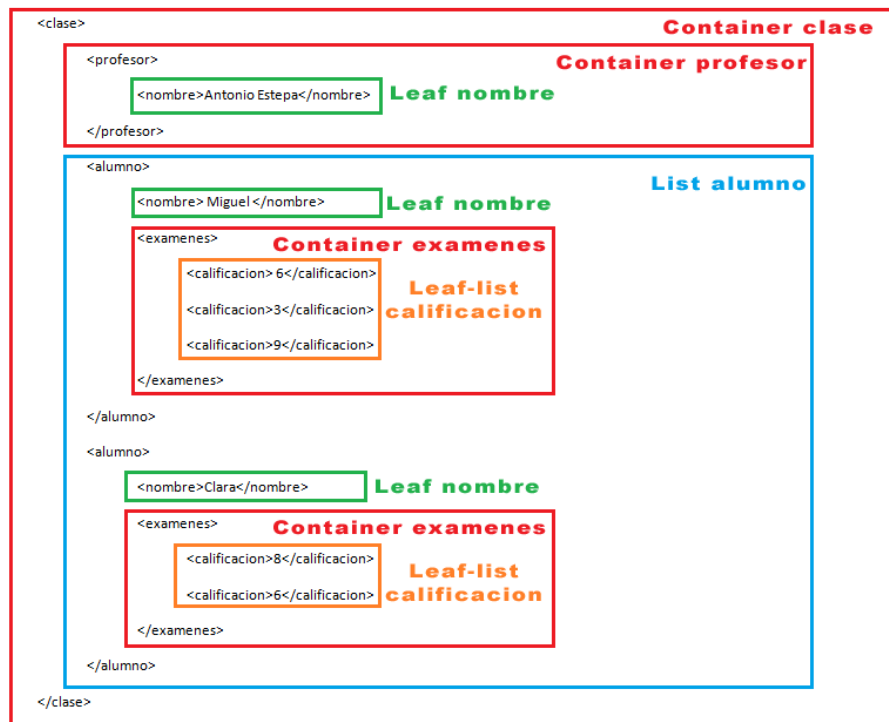 <clase> Container clase
<profesor> Container profesor
<nombre>Antonio Estepa</nombre> Leaf nombre
</profesor>
<alumno>
List alumno
<nombre> Miguel </nombre> Leaf nombre
<examenes> Container examenes
<calificacion> 6</calificacion> Leaf-list
<calificacion>3</calificacion> calificacion
<calificacion>9</calificacion>
</examenes>
</alumno>
<alumno>
<nombre>Clara</nombre> Leaf nombre
<examenes> Container examenes
<calificacion>8</calificacion> Leaf-list
<calificacion>6</calificacion> calificacion
</examenes>
</alumno>
</clase>